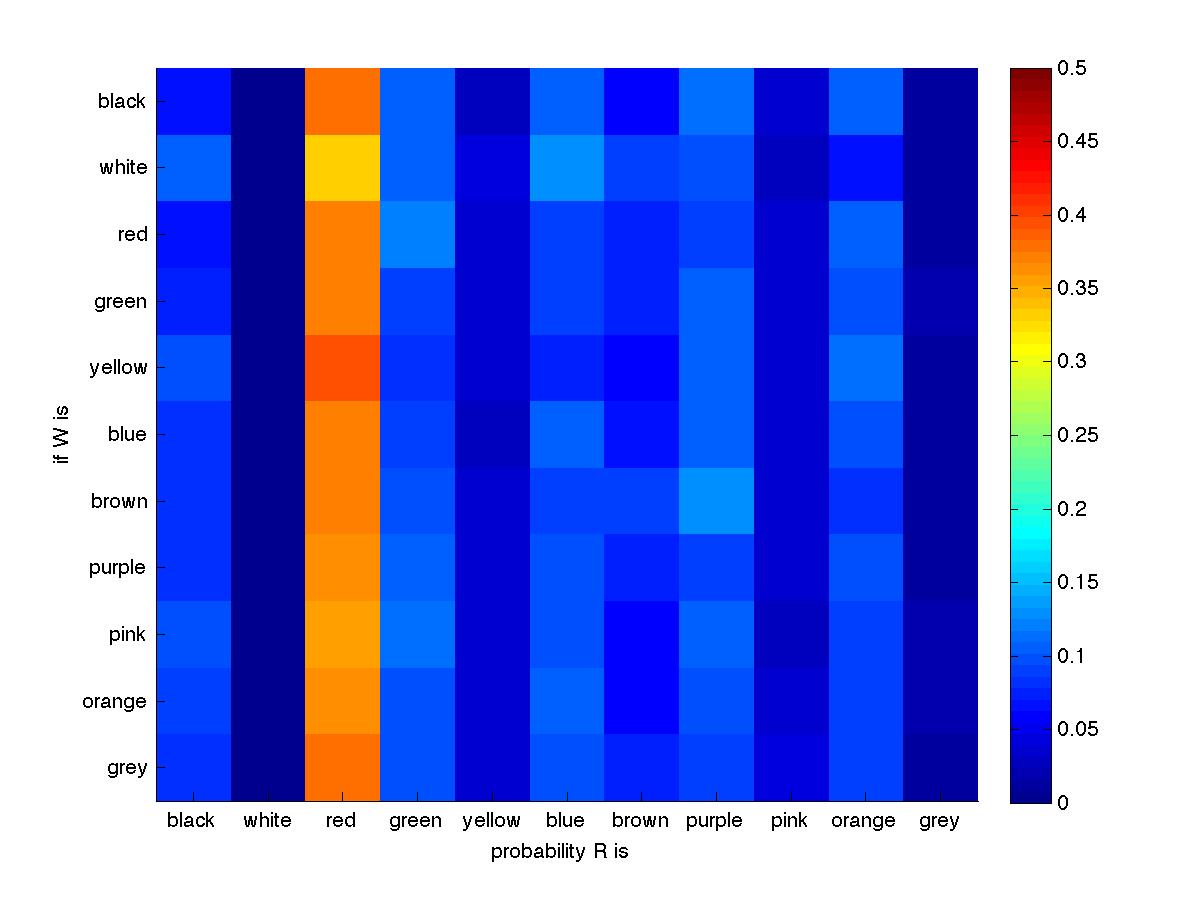 black
white
red
green
yellow
blue
brown
purple
pink
orange
grey
if W is
black white red green yellow blue brown purple pink orange grey
probability R is
0.5
0.45
0.4
0.35
0.3
0.25
0.2
0.15
0.1
0.05
0